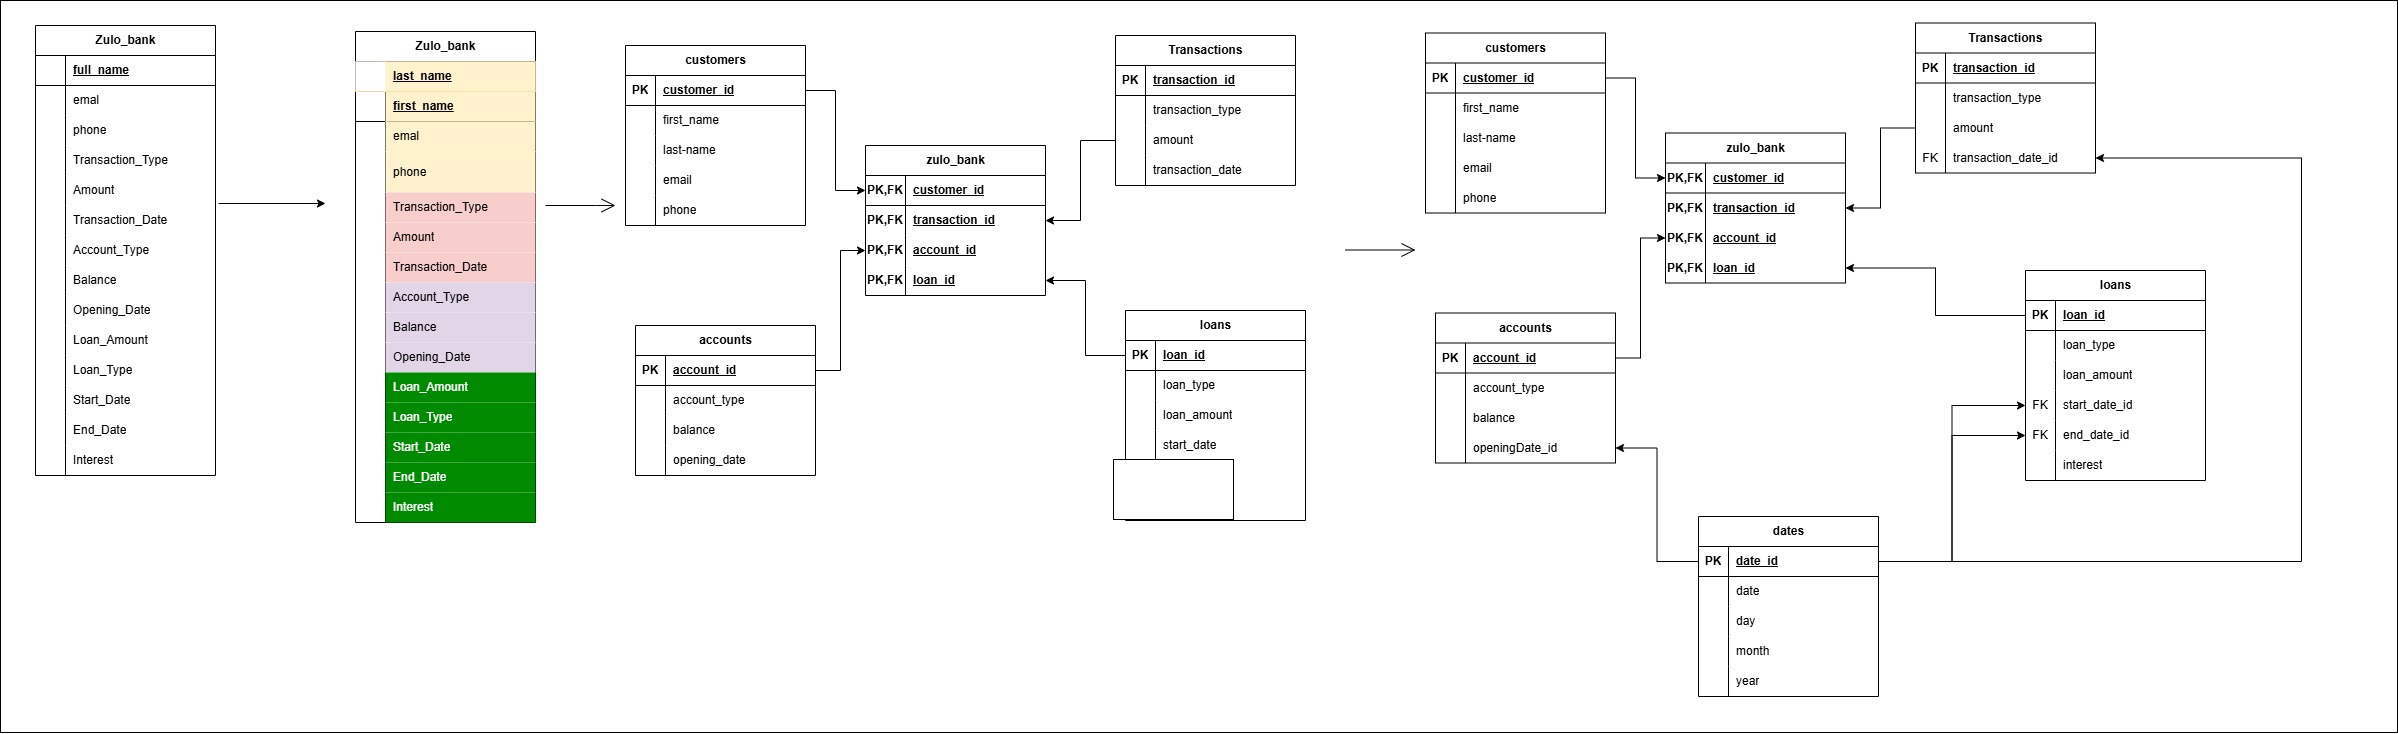 Zulo_bank
full_name
emal
phone
Transaction_Type
Amount
Transaction_Date
Account_Type
Balance
Opening_Date
Loan_Amount
Loan_Type
Start_Date
End_Date
Interest
Zulo_bank
last_name
first_name
emal
phone
Transaction_Type
Amount
Transaction_Date
Account_Type
Balance
Opening_Date
Loan_Amount
Loan_Type
Start_Date
End_Date
Interest
customers
PK customer_id
first_name
last-name
email
phone
accounts
PK account_id
account_type
balance
opening_date
zulo_bank
PK,FK customer_id
PK,FK transaction_id
PK,FK account_id
PK,FK loan_id
Transactions
PK transaction_id
transaction_type
amount
transaction_date
loans
PK loan_id
loan_type
loan_amount
start_date
customers
PK customer_id
first_name
last-name
email
phone
accounts
PK account_id
account_type
balance
openingDate_id
zulo_bank
PK,FK customer_id
PK,FK transaction_id
PK,FK account_id
PK,FK loan_id
Transactions
PK transaction_id
transaction_type
amount
FK transaction_date_id
loans
PK loan_id
loan_type
loan_amount
FK start_date_id
FK end_date_id
interest
dates
PK date_id
date
day
month
year